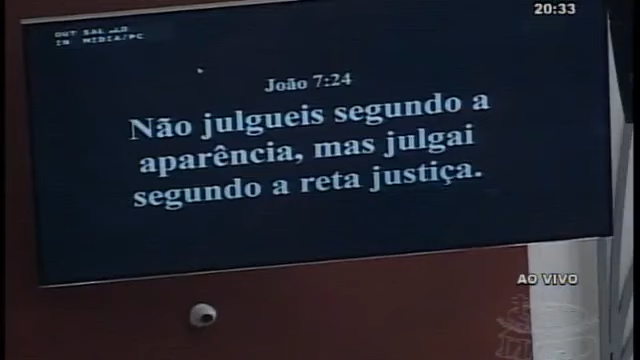 20:33
João 7:24
Não julgueis segundo a
aparência, mas julgai
segundo a reta justiça.
AO VIVO